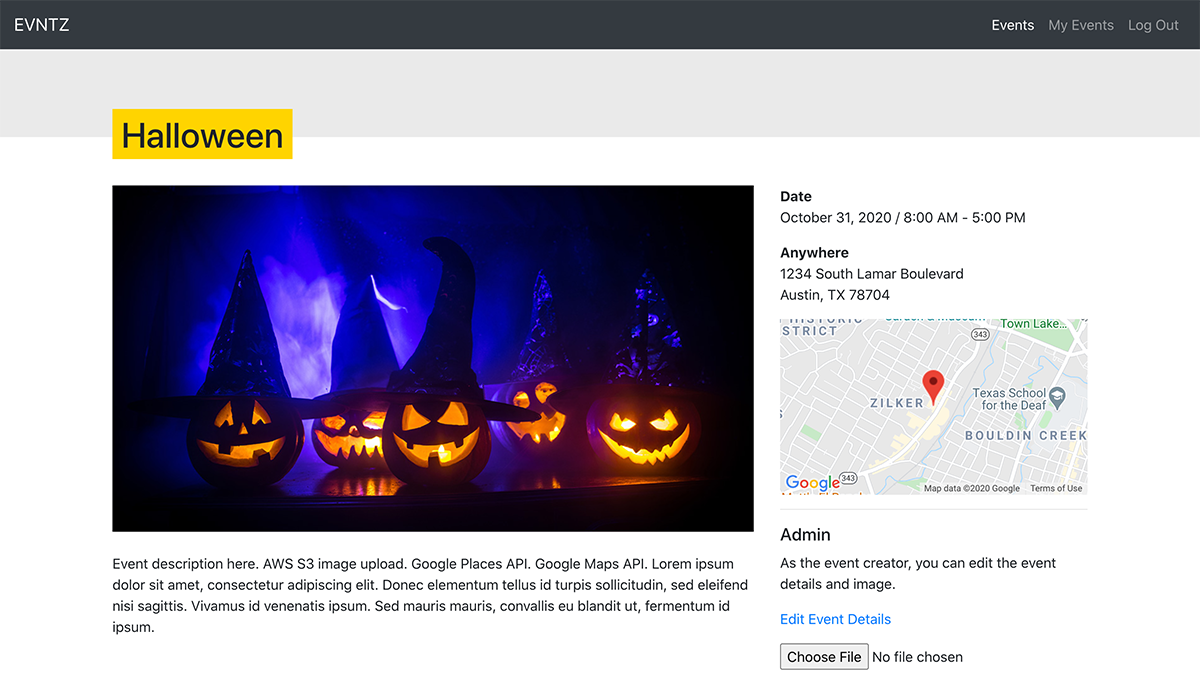 EVNTZ
Events
My Events
Log Out
Halloween
Date
October 31, 2020 / 8:00 AM - 5:00 PM
Anywhere
1234 South Lamar Boulevard
Austin, TX 78704
STRICT
343
Town Lake...
ZILKER
Texas School
for the Deaf
BOULDIN CREEK
Google
343
Map data ©2020 Google
Terms of Use
Event description here. AWS S3 image upload. Google Places API. Google Maps API. Lorem ipsum
dolor sit amet, consectetur adipiscing elit. Donec elementum tellus id turpis sollicitudin, sed eleifend
nisi sagittis. Vivamus id venenatis ipsum. Sed mauris mauris, convallis eu blandit ut, fermentum id
ipsum.
Admin
As the event creator, you can edit the event
details and image.
Edit Event Details
Choose File No file chosen